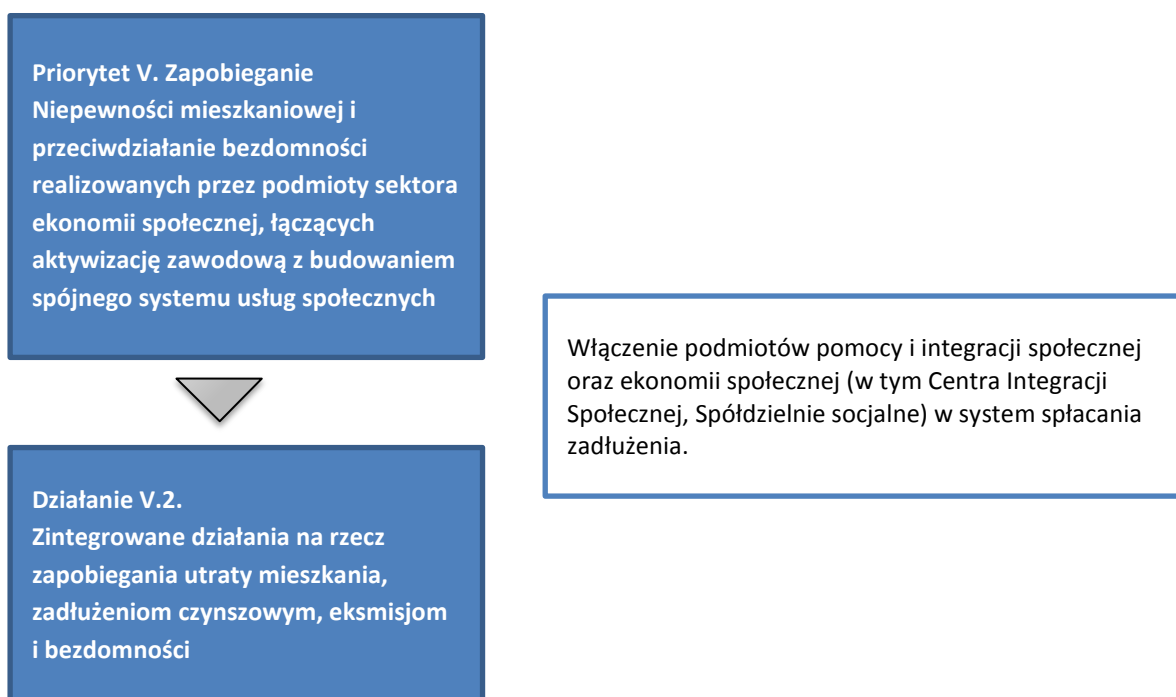 Priorytet V. Zapobieganie
Niepewności mieszkaniowej i
przeciwdziałanie bezdomności
realizowanych przez podmioty sektora
ekonomii społecznej, łączących
aktywizację zawodową z budowaniem
spójnego systemu usług społecznych
Włączenie podmiotów pomocy i integracji społecznej
oraz ekonomii społecznej (w tym Centra Integracji
Społecznej, Spółdzielnie socjalne) w system spłacania
zadłużenia.
Działanie V.2.
Zintegrowane działania na rzecz
zapobiegania utraty mieszkania,
zadłużeniom czynszowym, eksmisjom
i bezdomności